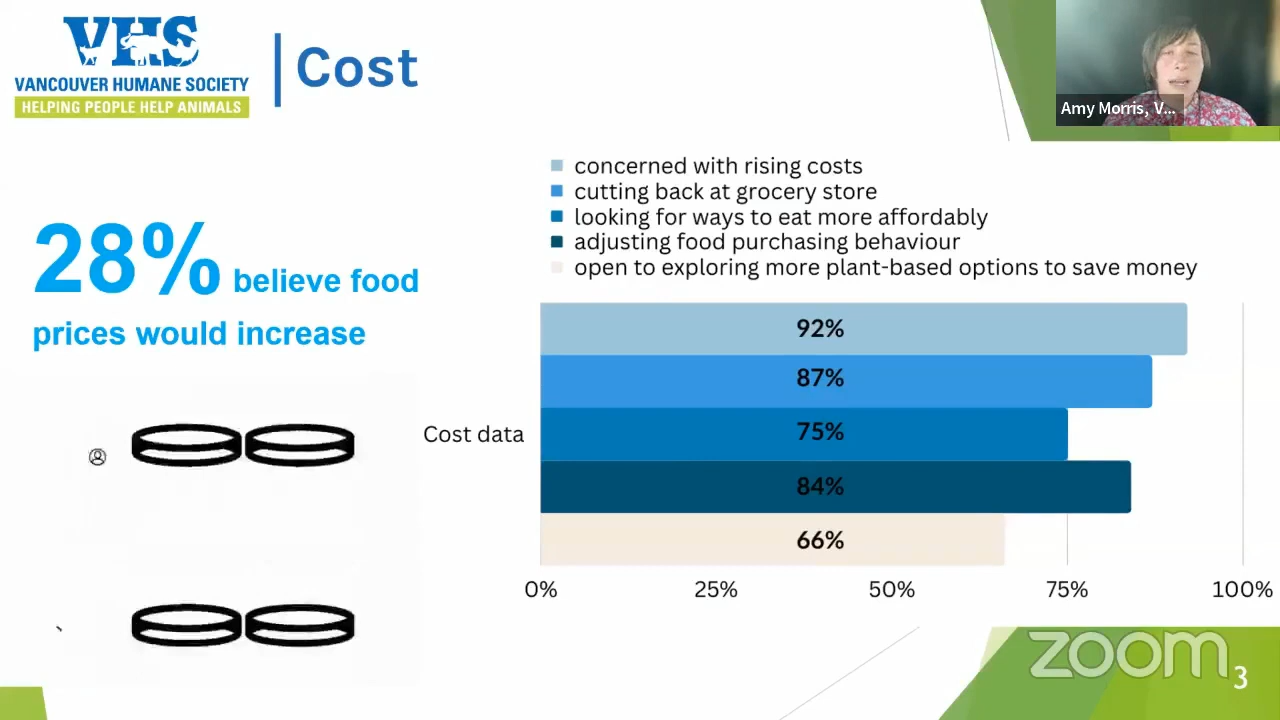 VHS
VANCOUVER HUMANE SOCIETY
HELPING PEOPLE HELP ANIMALS
Cost
Amy Morris, V...
28% believe food
prices would increase
concerned with rising costs
cutting back at grocery store
looking for ways to eat more affordably
adjusting food purchasing behaviour
open to exploring more plant-based options to save money
92%
87%
Cost data
75%
84%
66%
0% 25% 50% 75% 100%
zoom
3